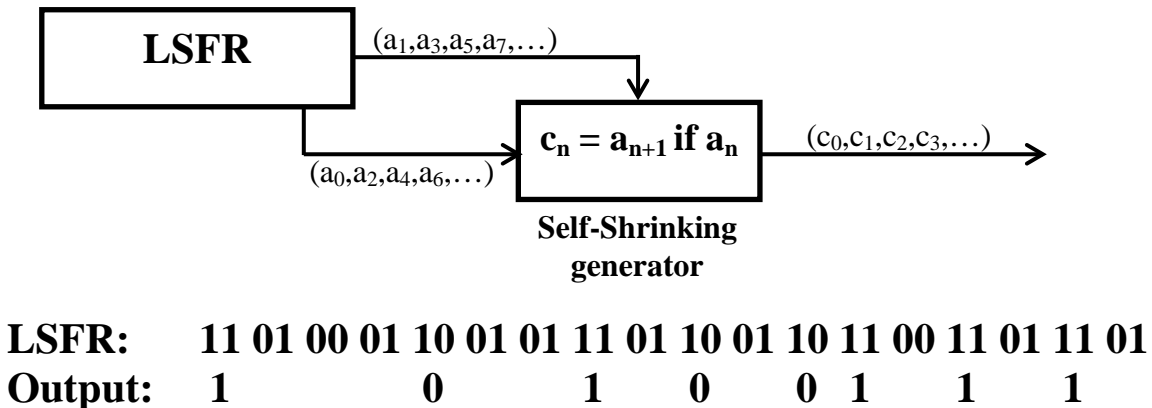 LSFR
(a₁,a₃,a₅,a₇,…)
cₙ = aₙ₊₁ if aₙ
(c₀,c₁,c₂,c₃,…)
(a₀,a₂,a₄,a₆,…)
Self-Shrinking
generator
LSFR: 11 01 00 01 10 01 01 11 01 10 01 10 11 00 11 01 11 01
Output: 1 0 1 0 0 1 1 1